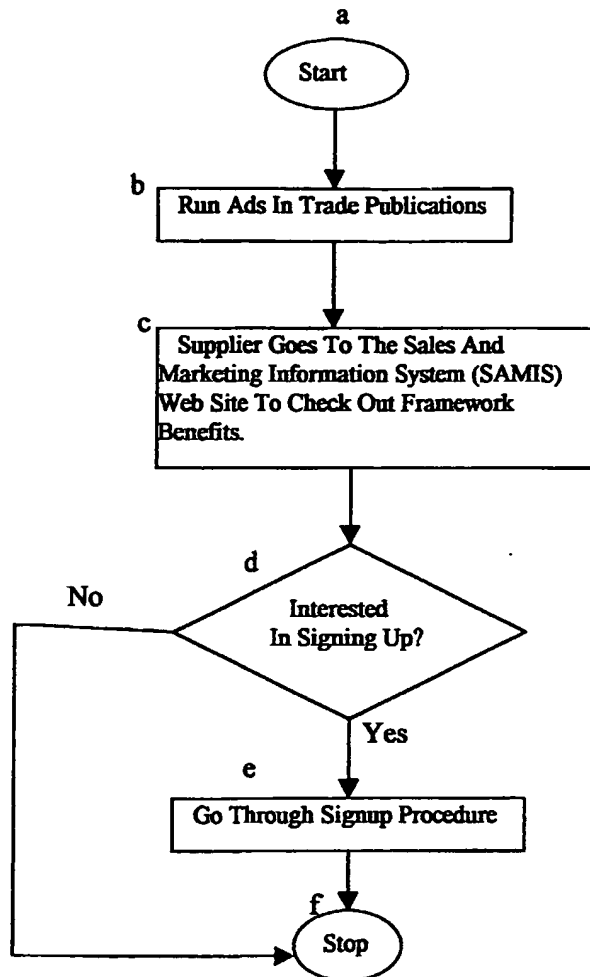 a
Start
b
Run Ads In Trade Publications
c
Supplier Goes To The Sales And
Marketing Information System (SAMIS)
Web Site To Check Out Framework
Benefits.
d
No
Interested
In Signing Up?
Yes
e
Go Through Signup Procedure
f
Stop